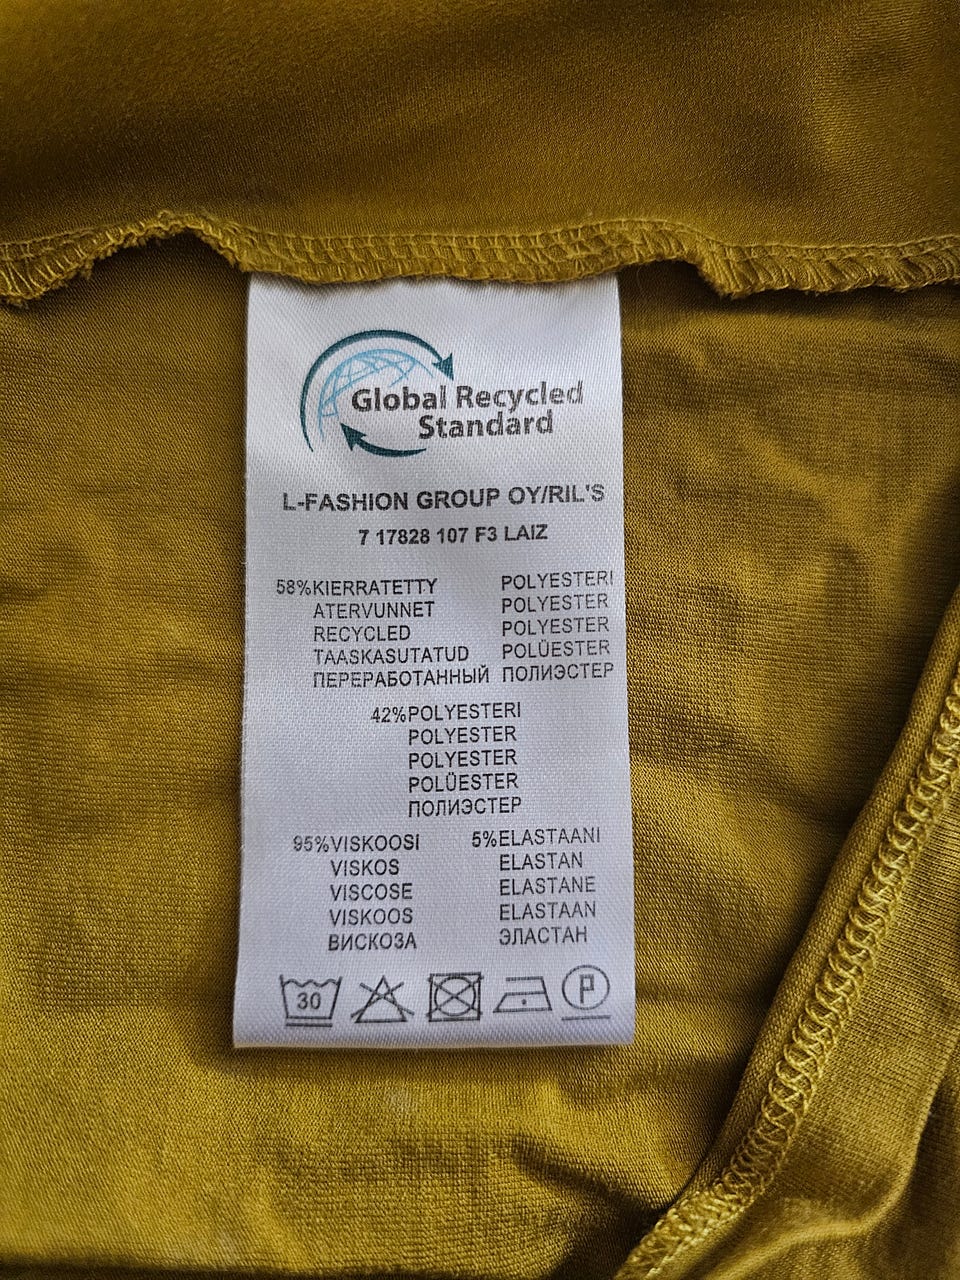 Global Recycled
Standard
L-FASHION GROUP OY/RIL'S
7 17828 107 F3 LAIZ
58%KIERRATETTY POLYESTERI
ATERVUNNET POLYESTER
RECYCLED POLYESTER
TAASKASUTATUD POLÜESTER
ПЕРЕРАБОТАННЫЙ ПОЛИЭСТЕР
42%POLYESTERI
POLYESTER
POLYESTER
POLÜESTER
ПОЛИЭСТЕР
95%VISKOOSI 5%ELASTAANI
VISKOS ELASTAN
VISCOSE ELASTANE
VISKOOS ELASTAAN
ВИСКОЗА ЭЛАСТАН
30 P